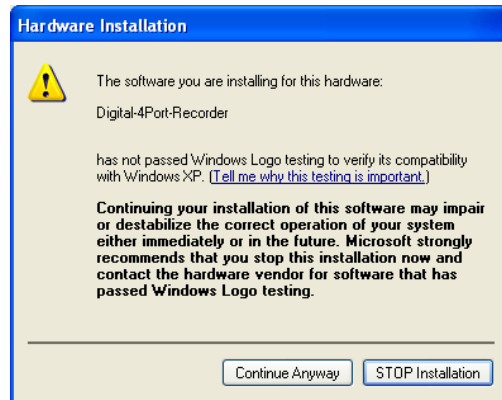 Hardware Installation
The software you are installing for this hardware:
Digital-4Port-Recorder
has not passed Windows Logo testing to verify its compatibility
with Windows XP. (Tell me why this testing is important.)
Continuing your installation of this software may impair
or destabilize the correct operation of your system
either immediately or in the future. Microsoft strongly
recommends that you stop this installation now and
contact the hardware vendor for software that has
passed Windows Logo testing.
Continue Anyway
STOP Installation